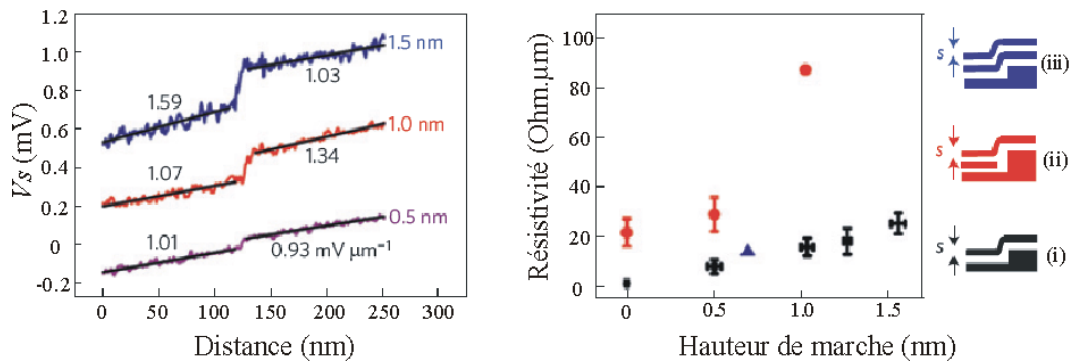 Vs (mV)
1.2
1.0
0.8
0.6
0.4
0.2
0
-0.2
1.5 nm
1.59
1.03
1.0 nm
1.07
1.34
0.5 nm
1.01
0.93 mV µm⁻¹
0 50 100 150 200 250 300
Distance (nm)
Résistivité (Ohm.µm)
100
80
60
40
20
0
0 0.5 1.0 1.5
Hauteur de marche (nm)
s (iii)
s (ii)
s (i)